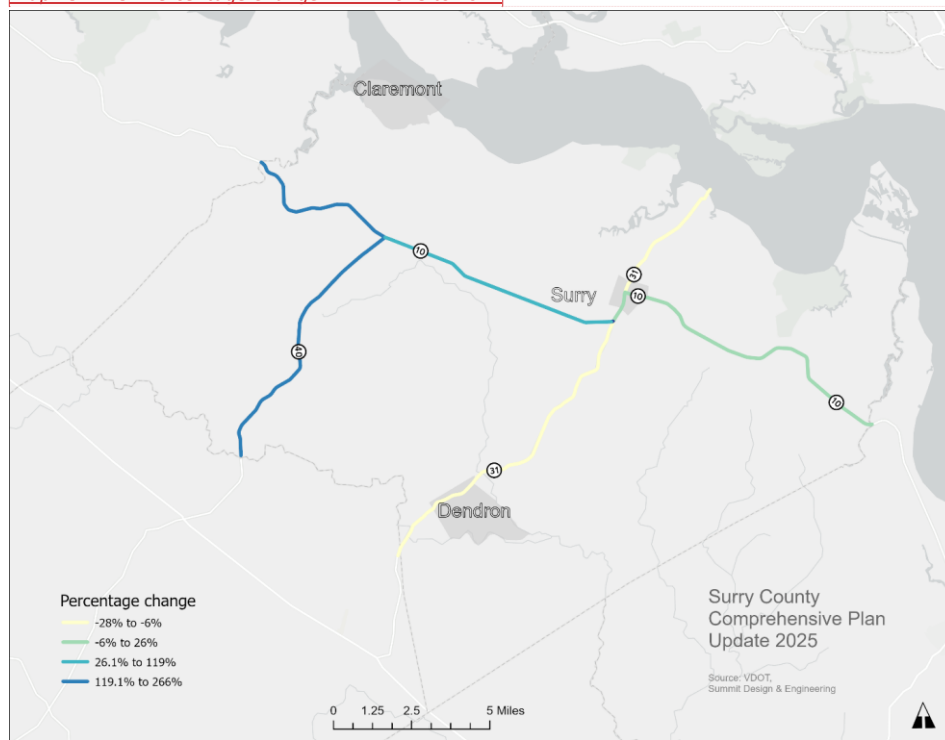 Claremont
10
31
Surry
10
40
10
31
Dendron
Percentage change
-28% to -6%
-6% to 26%
26.1% to 119%
119.1% to 266%
Surry County
Comprehensive Plan
Update 2025
Source: VDOT,
Summit Design & Engineering
0 1.25 2.5 5 Miles